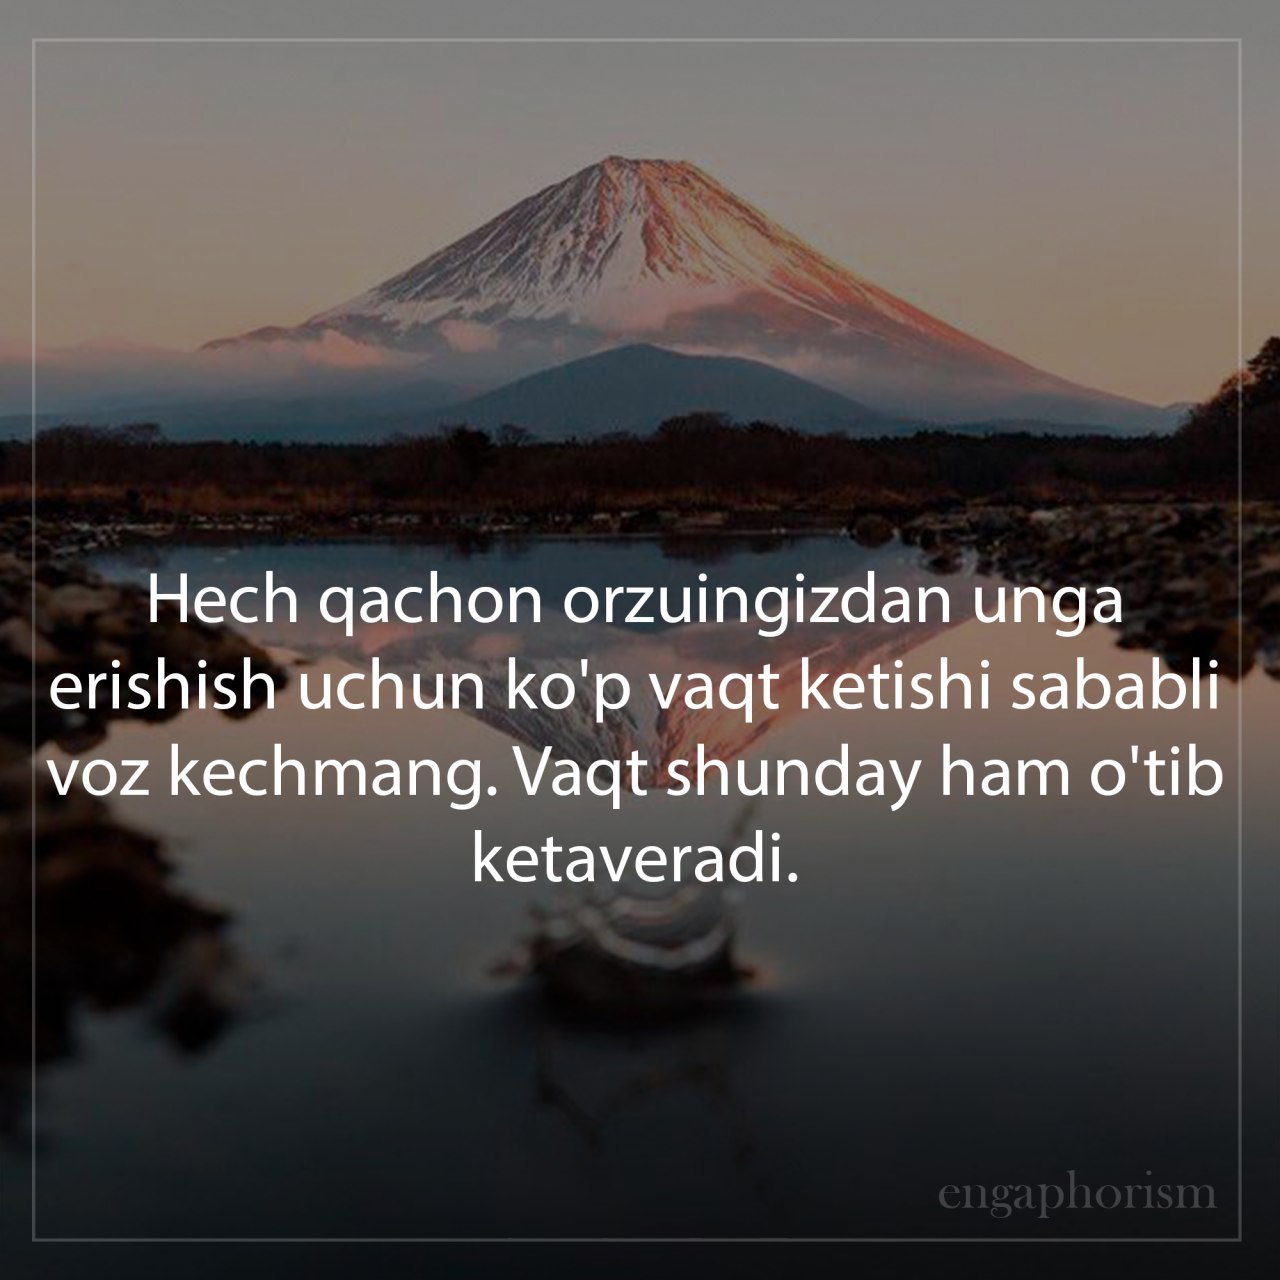 Hech qachon orzuingizdan unga
erishish uchun ko'p vaqt ketishi sababli
voz kechmang. Vaqt shunday ham o'tib
ketaveradi.
engaphorism